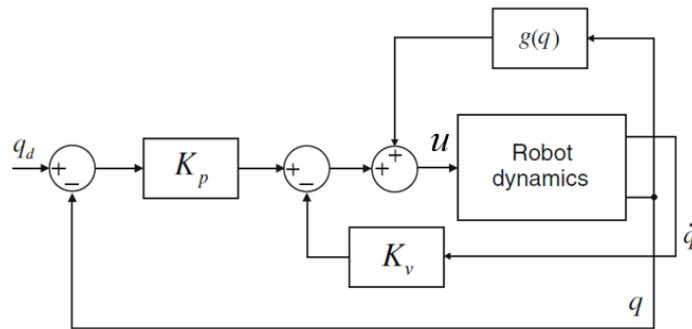 g(q)
q_d
+
−
K_p
+
−
+
+
u
Robot
dynamics
K_v
q̇
q